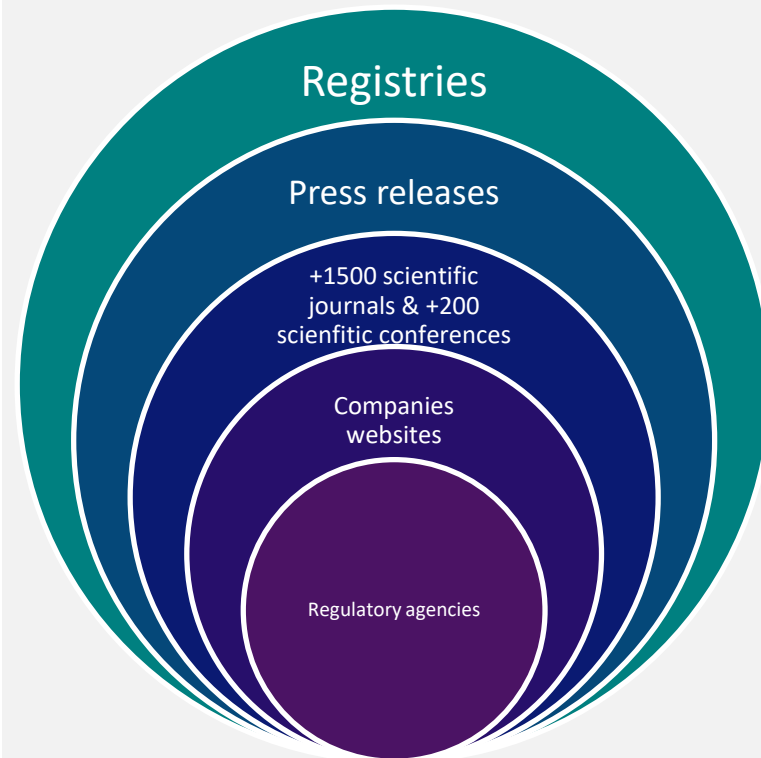 Registries
Press releases
+1500 scientific
journals & +200
scienfitic conferences
Companies
websites
Regulatory agencies